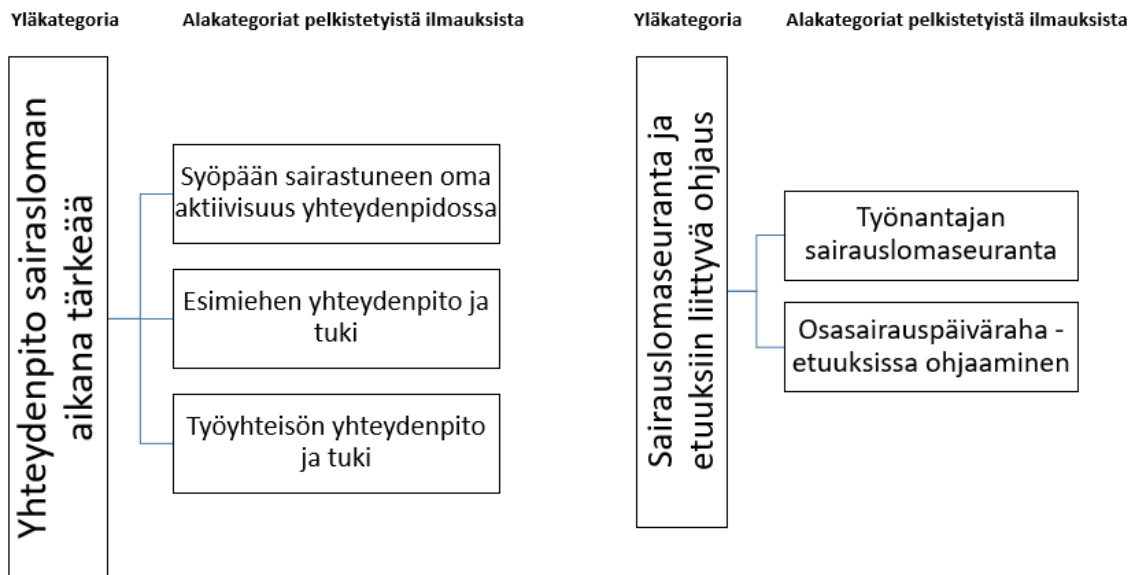 Yläkategoria
Alakategoriat pelkistetyistä ilmauksista
Yhteydenpito sairasloman
aikana tärkeää
Syöpään sairastuneen oma
aktiivisuus yhteydenpidossa
Esimiehen yhteydenpito ja
tuki
Työyhteisön yhteydenpito
ja tuki
Yläkategoria
Alakategoriat pelkistetyistä ilmauksista
Sairauslomaseuranta ja
etuuksiin liittyvä ohjaus
Työnantajan
sairauslomaseuranta
Osasairauspäiväraha -
etuuksissa ohjaaminen